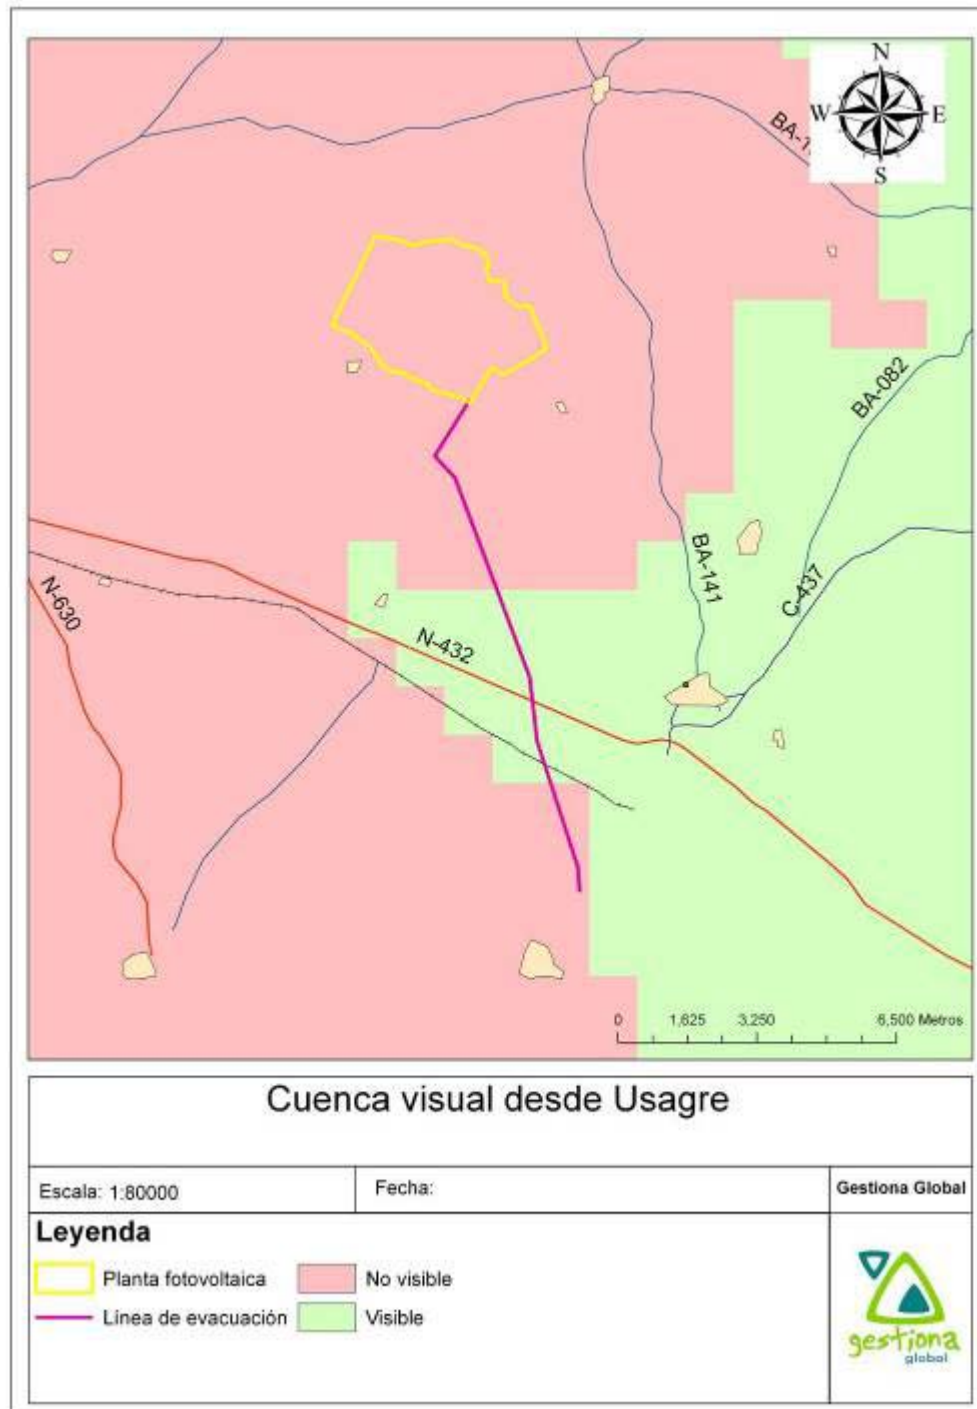 N
W E
S
BA-1
BA-082
N-630
BA-141
C-437
N-432
0 1,625 3,250 6,500 Metros
Cuenca visual desde Usagre
Escala: 1:80000 Fecha: Gestiona Global
Leyenda
Planta fotovoltaica No visible
Línea de evacuación Visible
gestiona
global